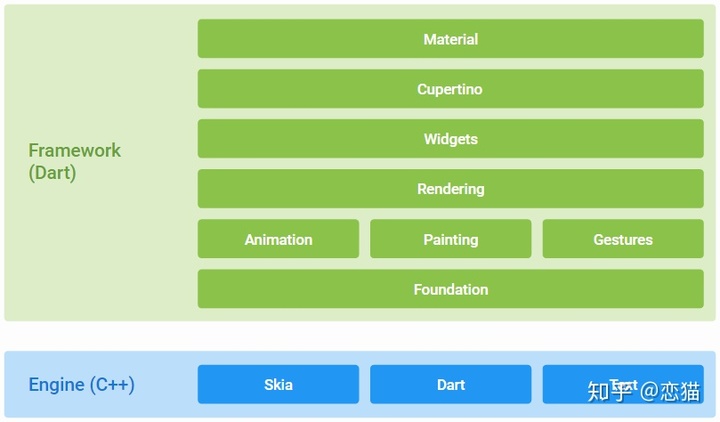 Material
Cupertino
Widgets
Framework
(Dart)
Rendering
Animation Painting Gestures
Foundation
Engine (C++) Skia Dart Text
知乎 @恋猫